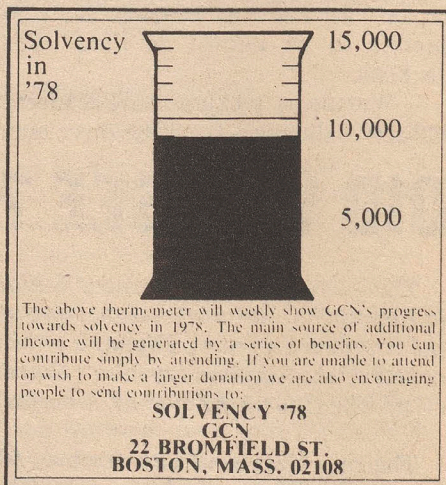 Solvency
in
'78
15,000
10,000
5,000
The above thermometer will weekly show GCN's progress
towards solvency in 1978. The main source of additional
income will be generated by a series of benefits. You can
contribute simply by attending. If you are unable to attend
or wish to make a larger donation we are also encouraging
people to send contributions to:
SOLVENCY '78
GCN
22 BROMFIELD ST.
BOSTON, MASS. 02108